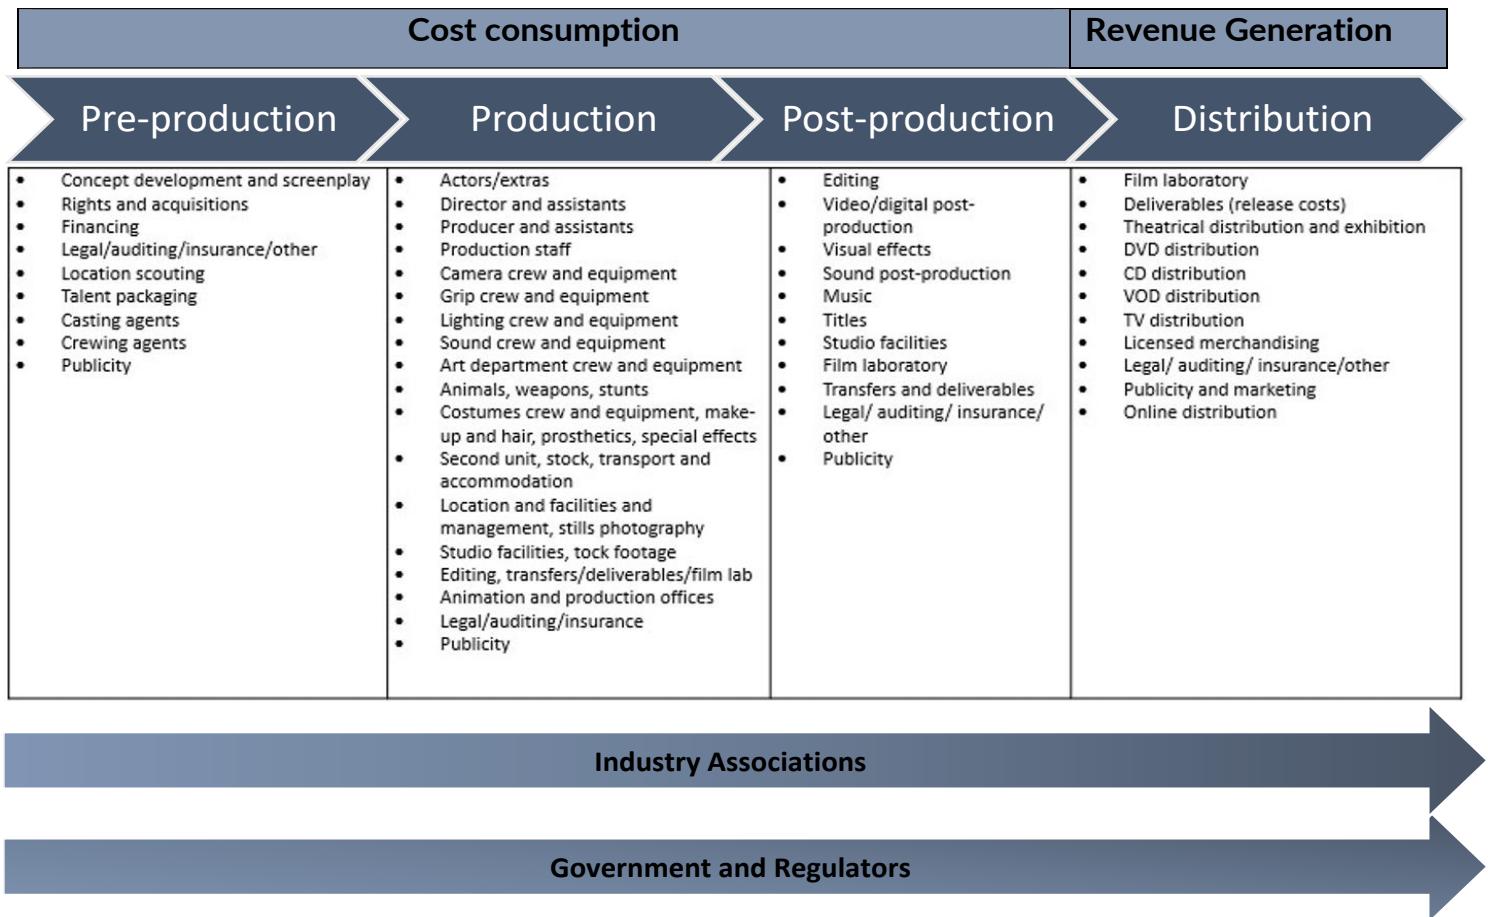 Cost consumption
Revenue Generation
Pre-production
Production
Post-production
Distribution
• Concept development and screenplay
• Rights and acquisitions
• Financing
• Legal/auditing/insurance/other
• Location scouting
• Talent packaging
• Casting agents
• Crewing agents
• Publicity
• Actors/extras
• Director and assistants
• Producer and assistants
• Production staff
• Camera crew and equipment
• Grip crew and equipment
• Lighting crew and equipment
• Sound crew and equipment
• Art department crew and equipment
• Animals, weapons, stunts
• Costumes crew and equipment, make-
up and hair, prosthetics, special effects
• Second unit, stock, transport and
accommodation
• Location and facilities and
management, stills photography
• Studio facilities, tock footage
• Editing, transfers/deliverables/film lab
• Animation and production offices
• Legal/auditing/insurance
• Publicity
• Editing
• Video/digital post-
production
• Visual effects
• Sound post-production
• Music
• Titles
• Studio facilities
• Film laboratory
• Transfers and deliverables
• Legal/ auditing/ insurance/
other
• Publicity
• Film laboratory
• Deliverables (release costs)
• Theatrical distribution and exhibition
• DVD distribution
• CD distribution
• VOD distribution
• TV distribution
• Licensed merchandising
• Legal/ auditing/ insurance/other
• Publicity and marketing
• Online distribution
Industry Associations
Government and Regulators